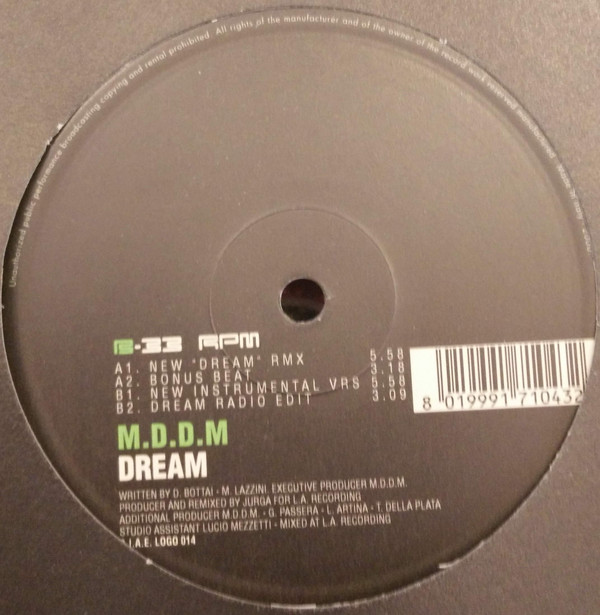 Unauthorized public performance broadcasting copying and rental prohibited. All rights of the manufacturer and of the owner of the record work reserved
B-33 RPM
A1. NEW "DREAM" RMX 5.58
A2. BONUS BEAT 3.18
B1. NEW INSTRUMENTAL VRS 5.58
B2. DREAM RADIO EDIT 3.09
8 019991 710432
M.D.D.M
DREAM
WRITTEN BY D. BOTTAI - M. LAZZINI. EXECUTIVE PRODUCER M.D.D.M.
PRODUCER AND REMIXED BY JURGA FOR L.A. RECORDING
ADDITIONAL PRODUCER M.D.D.M. - G. PASSERA - L. ARTINA - T. DELLA PLATA
STUDIO ASSISTANT LUCIO MEZZETTI - MIXED AT L.A. RECORDING
I.A.E. LOGO 014